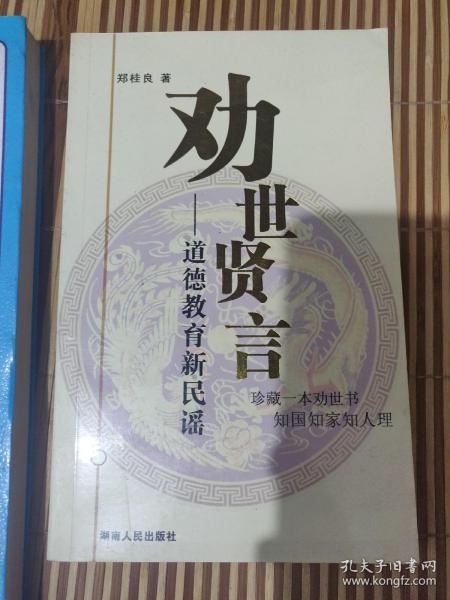 郑桂良 著
劝世贤言
——道德教育新民谣
珍藏一本劝世书
知国知家知人理
湖南人民出版社
孔夫子旧书网
www.kongfz.com